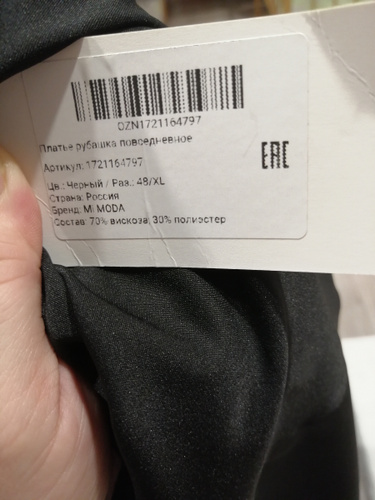 OZN1721164797
Платье рубашка повседневное
Артикул: 1721164797
EAC
Цв.: Черный / Раз.: 48/XL
Страна: Россия
Бренд: MI MODA
Состав: 70% вискоза, 30% полиэстер